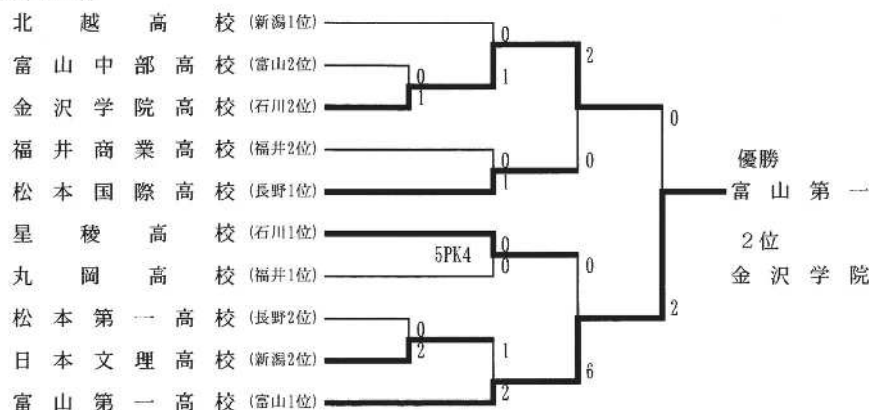 北越高校 (新潟1位)
0
2
富山中部高校 (富山2位)
0
1
金沢学院高校 (石川2位)
1
0
福井商業高校 (福井2位)
0
0
優勝
松本国際高校 (長野1位)
1
富山第一
星稜高校 (石川1位)
5PK4
0
0
2位
丸岡高校 (福井1位)
0
金沢学院
松本第一高校 (長野2位)
0
2
日本文理高校 (新潟2位)
2
1
6
富山第一高校 (富山1位)
2